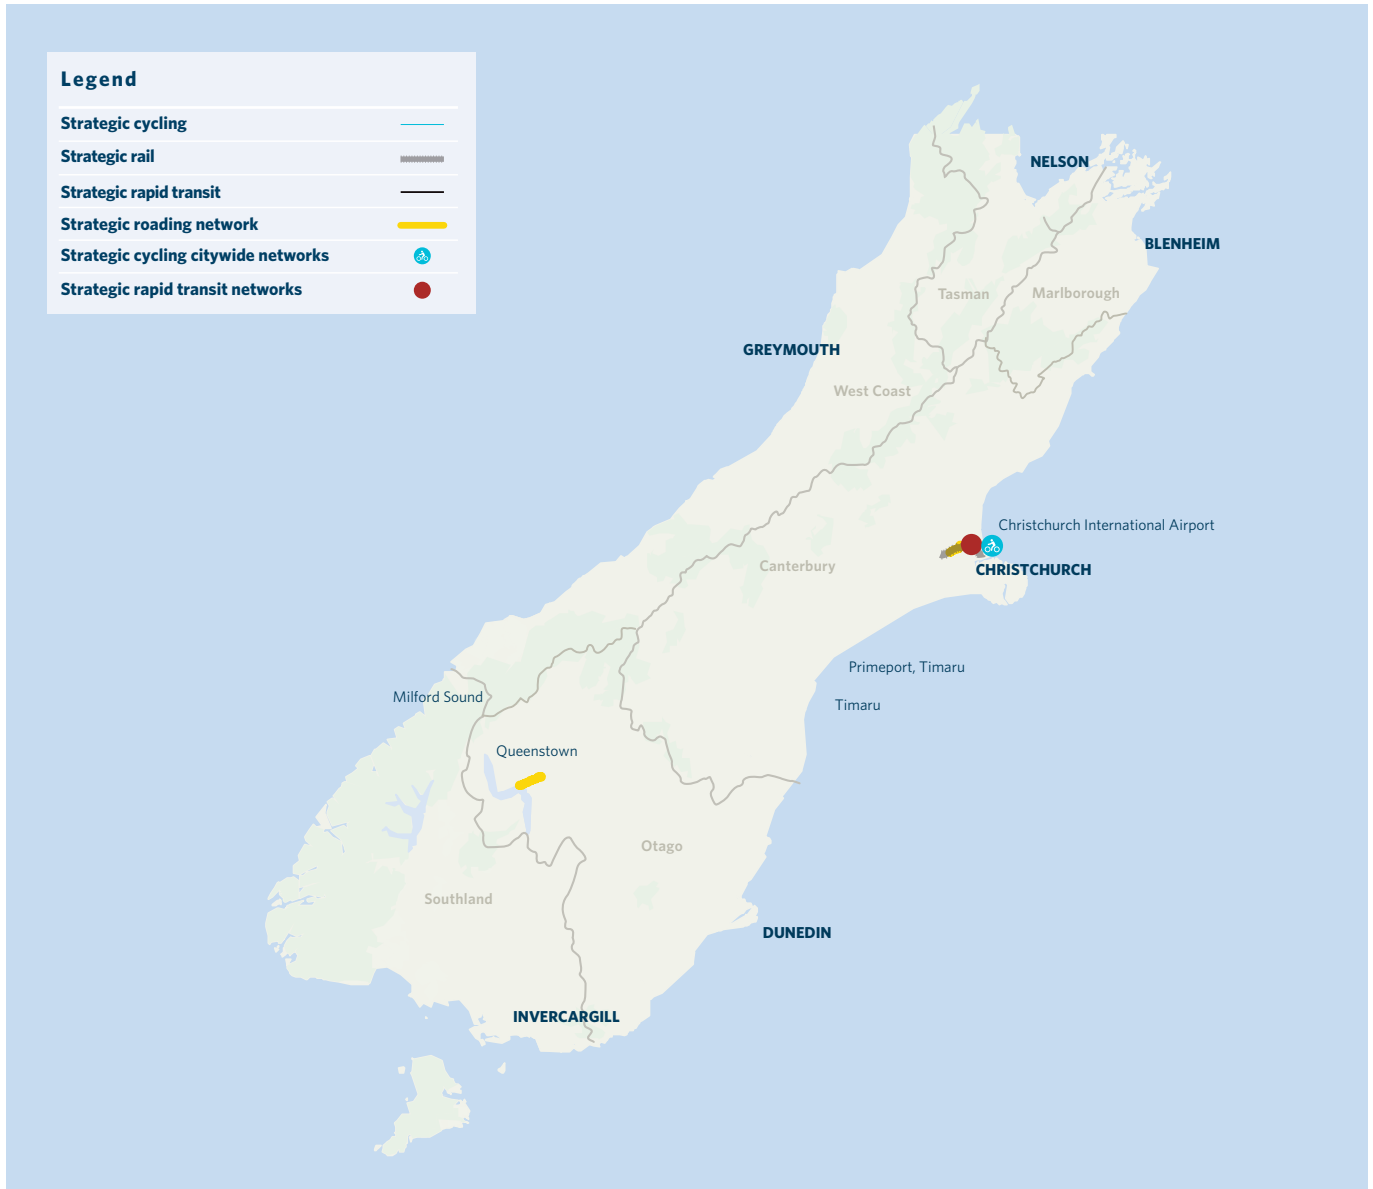 Legend
Strategic cycling
Strategic rail
Strategic rapid transit
Strategic roading network
Strategic cycling citywide networks
Strategic rapid transit networks
NELSON
BLENHEIM
Tasman
Marlborough
GREYMOUTH
West Coast
Christchurch International Airport
Canterbury
CHRISTCHURCH
Primeport, Timaru
Milford Sound
Timaru
Queenstown
Otago
Southland
DUNEDIN
INVERCARGILL